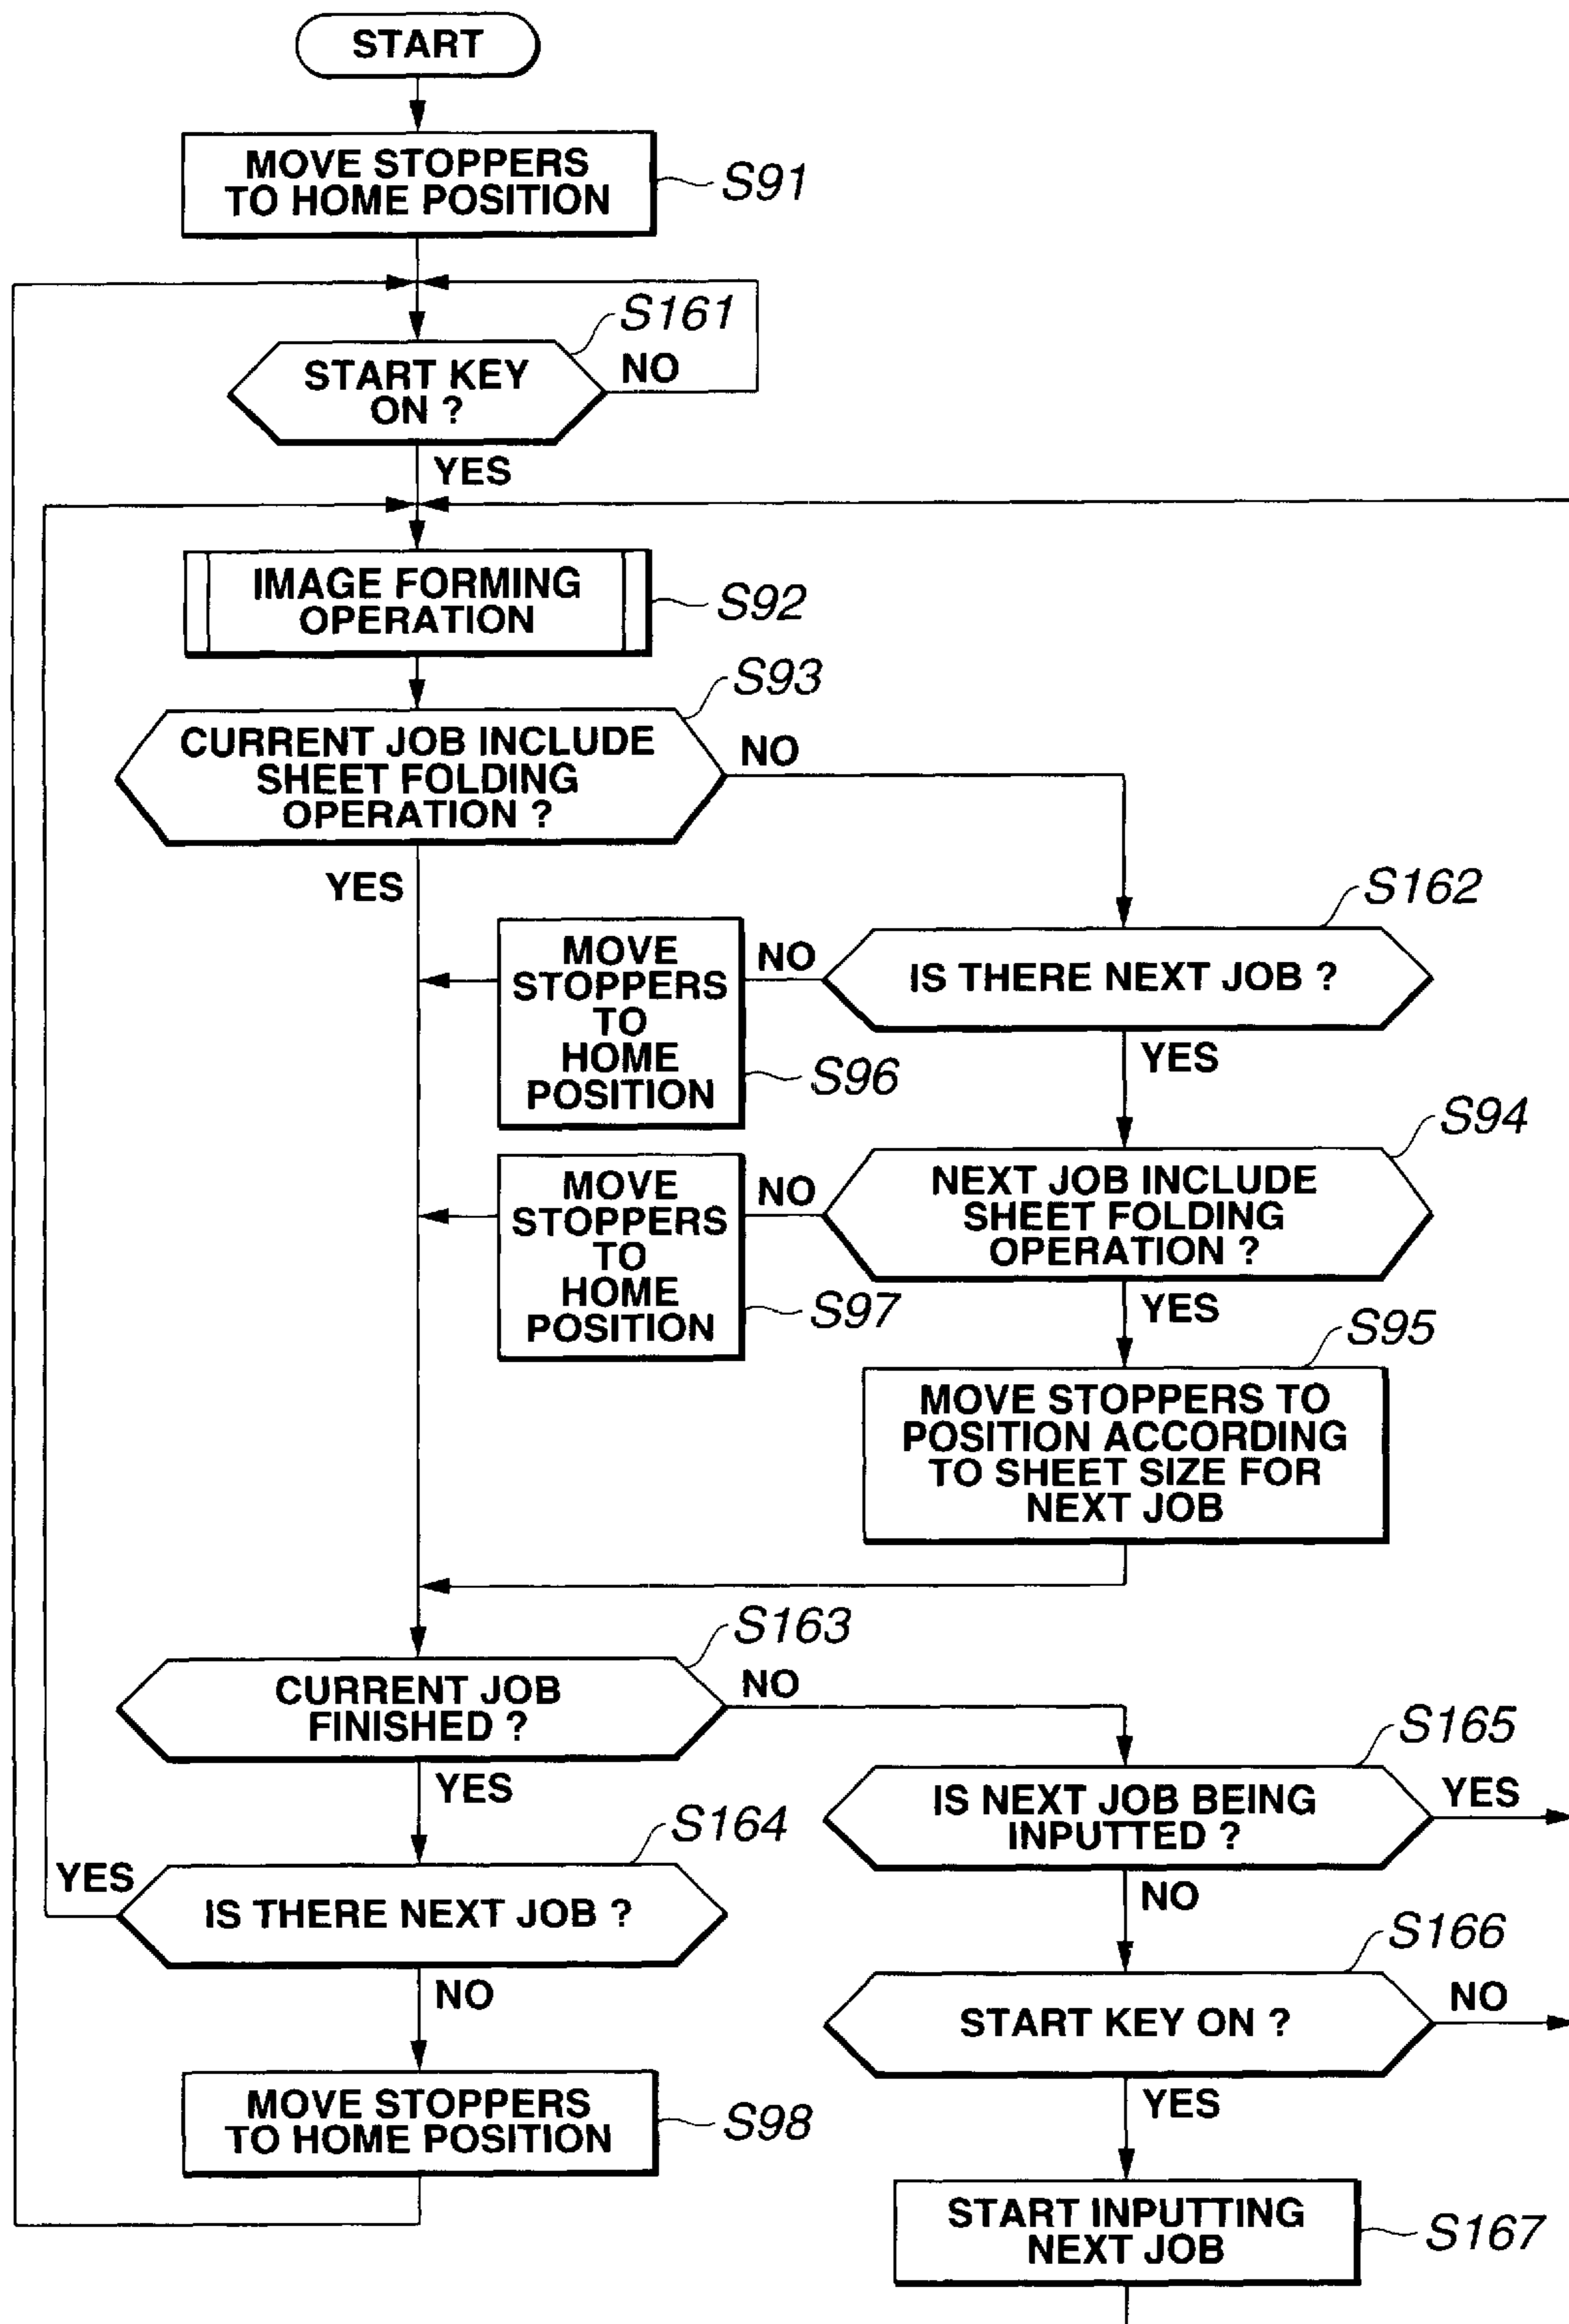 START
MOVE STOPPERS
TO HOME POSITION
S91
S161
START KEY
ON ?
NO
YES
IMAGE FORMING
OPERATION
S92
S93
CURRENT JOB INCLUDE
SHEET FOLDING
OPERATION ?
NO
YES
S162
IS THERE NEXT JOB ?
NO
YES
MOVE
STOPPERS
TO
HOME
POSITION
S96
S94
NEXT JOB INCLUDE
SHEET FOLDING
OPERATION ?
NO
YES
MOVE
STOPPERS
TO
HOME
POSITION
S97
S95
MOVE STOPPERS TO
POSITION ACCORDING
TO SHEET SIZE FOR
NEXT JOB
S163
CURRENT JOB
FINISHED ?
NO
YES
S165
IS NEXT JOB BEING
INPUTTED ?
YES
NO
S164
YES
IS THERE NEXT JOB ?
NO
S166
START KEY ON ?
NO
YES
MOVE STOPPERS
TO HOME POSITION
S98
START INPUTTING
NEXT JOB
S167